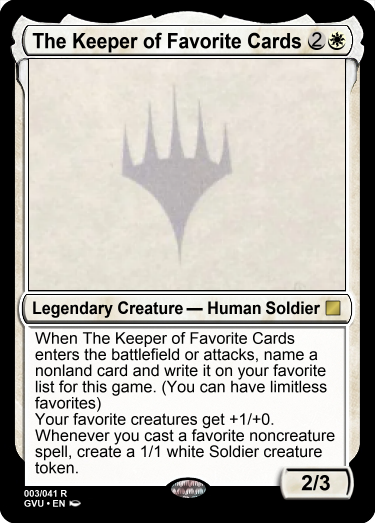 The Keeper of Favorite Cards 2
Legendary Creature — Human Soldier
When The Keeper of Favorite Cards
enters the battlefield or attacks, name a
nonland card and write it on your favorite
list for this game. (You can have limitless
favorites)
Your favorite creatures get +1/+0.
Whenever you cast a favorite noncreature
spell, create a 1/1 white Soldier creature
token.
2/3
003/041 R
GVU • EN